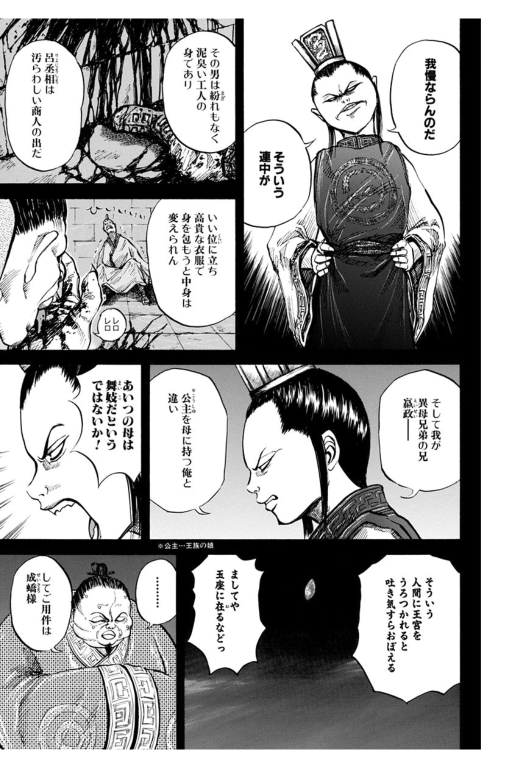 我慢ならんのだ
そういう
連中が
その男は紛れもなく
泥臭い工人の
身であり
呂丞相は
汚らわしい商人の出だ
いい位に立ち
高貴な衣服で
身を包もうと中身は
変えられん
レロ
レロ
そして我が
異母兄弟の兄
嬴政──
公主を母に持つ俺と
違い
あいつの母は
舞妓だという
ではないか!
※公主…王族の娘
そういう
人間に王宮を
うろつかれると
吐き気すらおぼえる
ましてや
玉座に在るなどっ
………
してご用件は
成蟜様